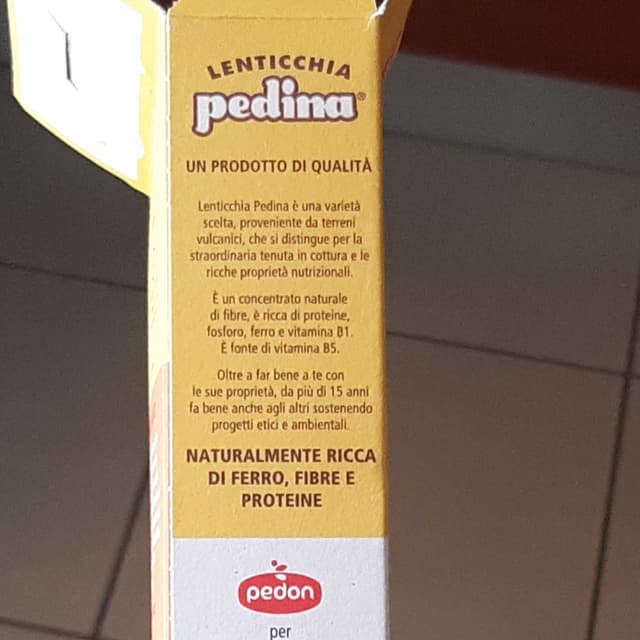 LENTICCHIA
pedina®
UN PRODOTTO DI QUALITÀ
Lenticchia Pedina è una varietà
scelta, proveniente da terreni
vulcanici, che si distingue per la
straordinaria tenuta in cottura e le
ricche proprietà nutrizionali.
È un concentrato naturale
di fibre, è ricca di proteine,
fosforo, ferro e vitamina B1.
È fonte di vitamina B5.
Oltre a far bene a te con
le sue proprietà, da più di 15 anni
fa bene anche agli altri sostenendo
progetti etici e ambientali.
NATURALMENTE RICCA
DI FERRO, FIBRE E
PROTEINE
pedon
per